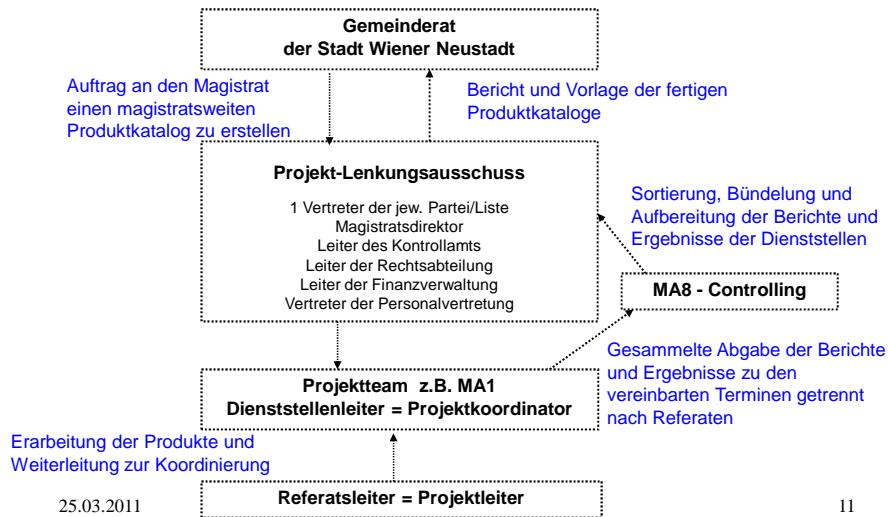 Gemeinderat
der Stadt Wiener Neustadt
Auftrag an den Magistrat
einen magistratsweiten
Produktkatalog zu erstellen
Bericht und Vorlage der fertigen
Produktkataloge
Projekt-Lenkungsausschuss
1 Vertreter der jew. Partei/Liste
Magistratsdirektor
Leiter des Kontrollamts
Leiter der Rechtsabteilung
Leiter der Finanzverwaltung
Vertreter der Personalvertretung
Sortierung, Bündelung und
Aufbereitung der Berichte und
Ergebnisse der Dienststellen
MA8 - Controlling
Gesammelte Abgabe der Berichte
und Ergebnisse zu den
vereinbarten Terminen getrennt
nach Referaten
Projektteam z.B. MA1
Dienststellenleiter = Projektkoordinator
Erarbeitung der Produkte und
Weiterleitung zur Koordinierung
Referatsleiter = Projektleiter
25.03.2011
11